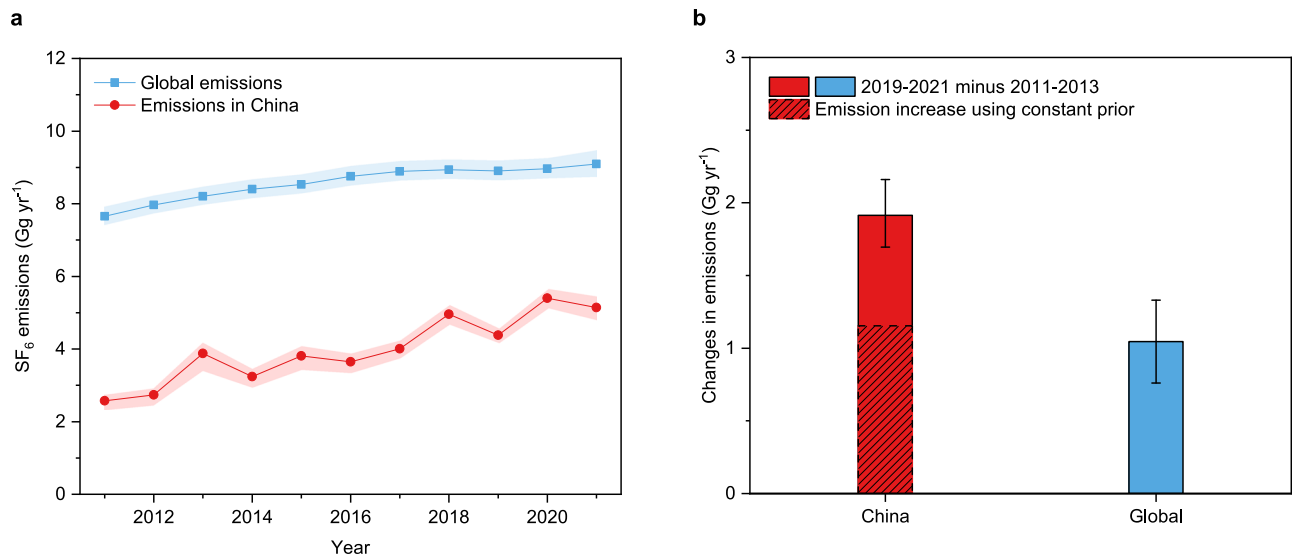 a
12
10
8
6
4
2
0
SF6 emissions (Gg yr-1)
Global emissions
Emissions in China
2012
2014
2016
2018
2020
Year
b
3
2
1
0
Changes in emissions (Gg yr-1)
2019-2021 minus 2011-2013
Emission increase using constant prior
China
Global